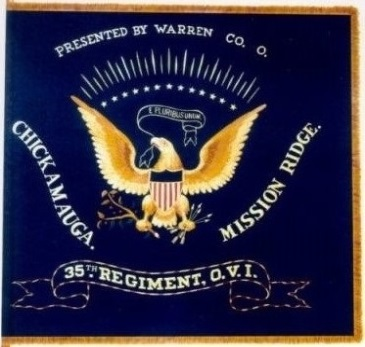 PRESENTED BY WARREN CO. O.
E PLURIBUS UNUM
CHICKAMAUGA.
MISSION RIDGE.
35TH REGIMENT, O.V.I.